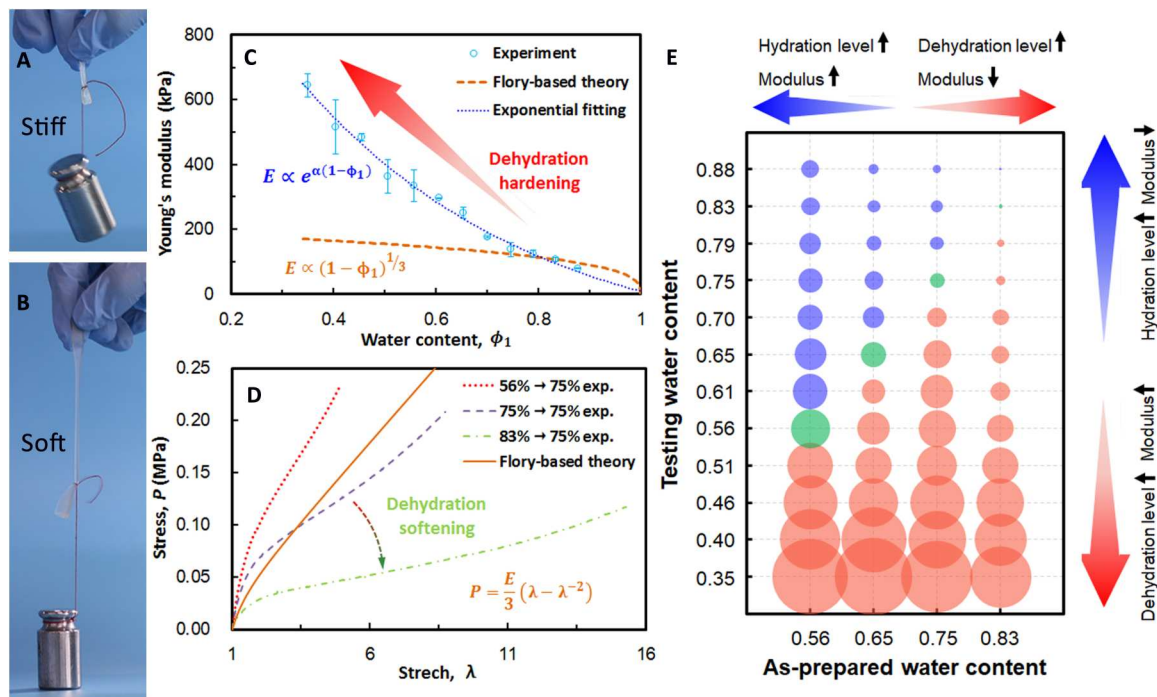 A
Stiff
B
Soft
C
Young's modulus (kPa)
800
600
400
200
0
Experiment
Flory-based theory
Exponential fitting
Dehydration
hardening
E ∝ e^α(1−ϕ₁)
E ∝ (1 − ϕ₁)^1/3
0.2
0.4
0.6
0.8
1
Water content, ϕ₁
D
Stress, P (MPa)
0.25
0.20
0.15
0.10
0.05
0.00
56% → 75% exp.
75% → 75% exp.
83% → 75% exp.
Flory-based theory
Dehydration
softening
P = E/3 (λ − λ⁻²)
1
6
11
16
Strech, λ
E
Hydration level
Modulus
Dehydration level
Modulus
Testing water content
0.88
0.83
0.79
0.75
0.70
0.65
0.61
0.56
0.51
0.46
0.40
0.35
0.56
0.65
0.75
0.83
As-prepared water content
Hydration level
Modulus
Dehydration level
Modulus